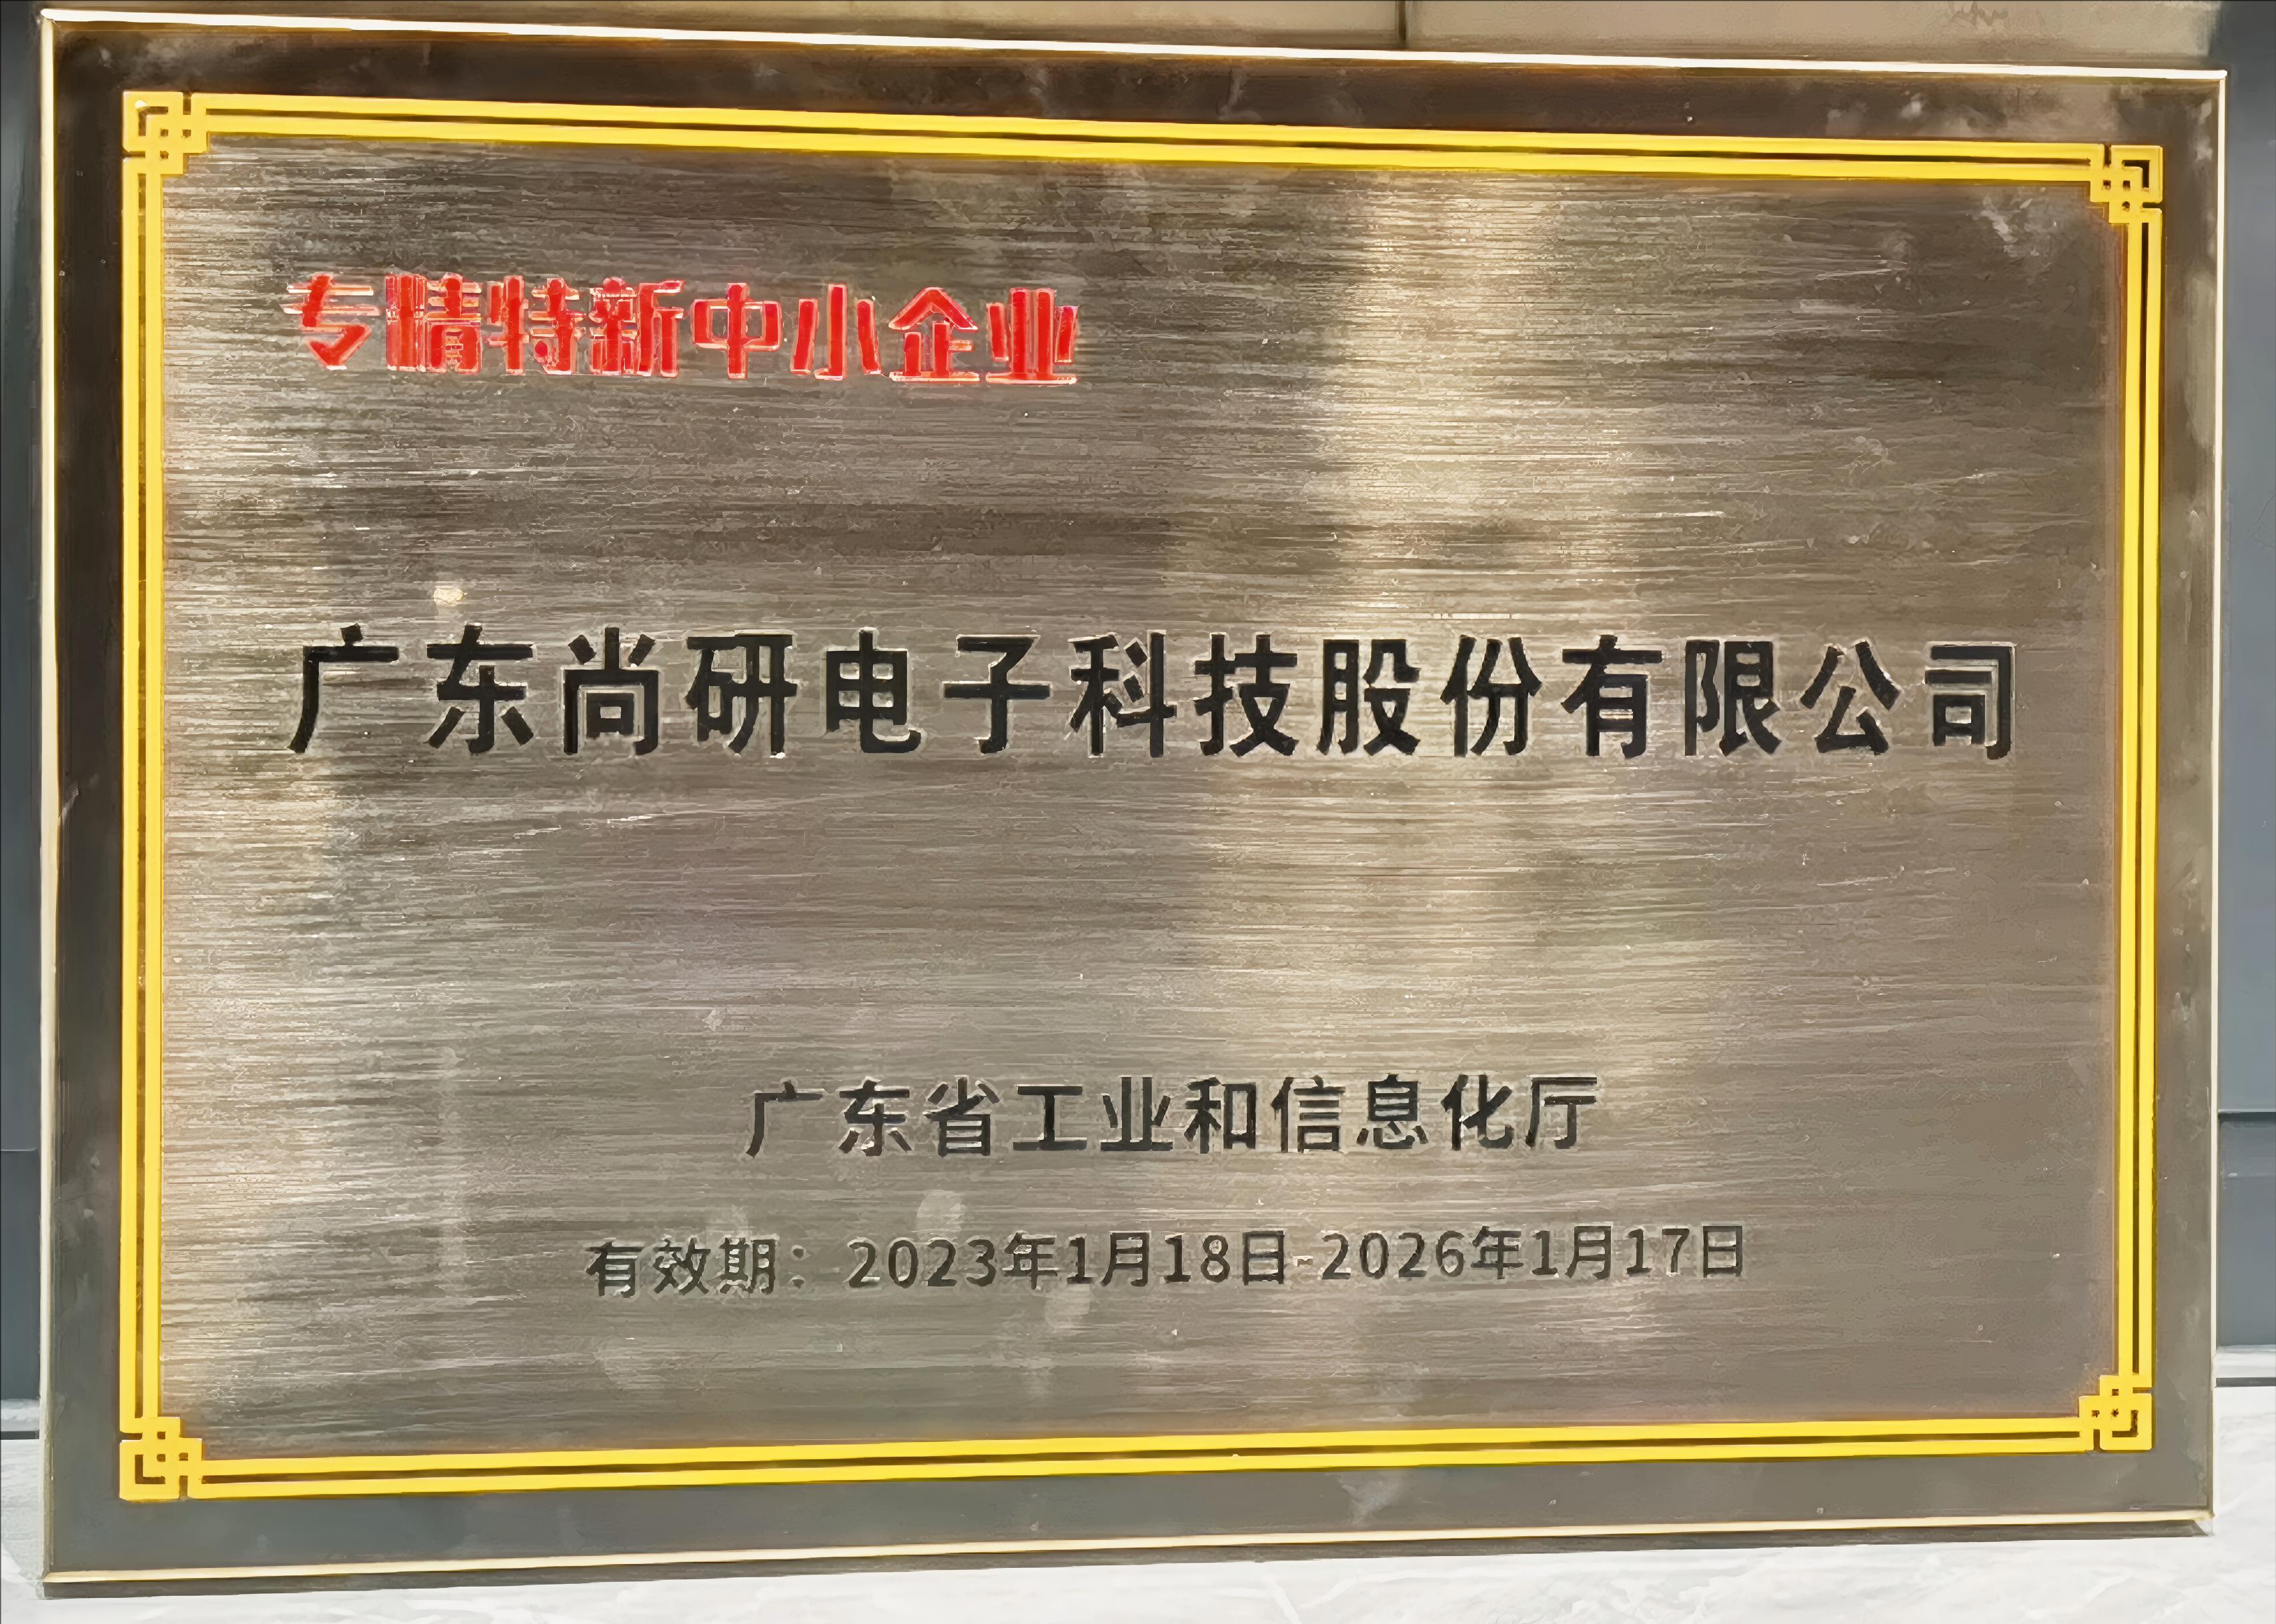 专精特新中小企业
广东尚研电子科技股份有限公司
广东省工业和信息化厅
有效期：2023年1月18日-2026年1月17日